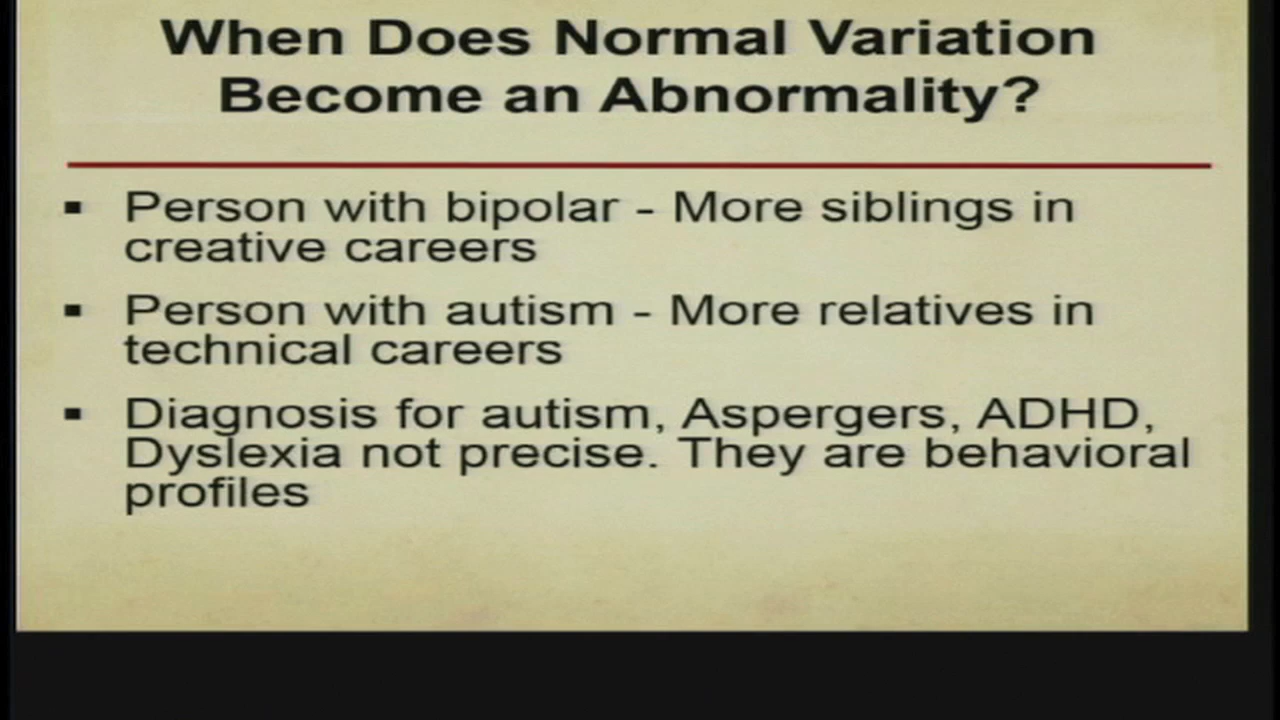 When Does Normal Variation
Become an Abnormality?
▪ Person with bipolar - More siblings in
creative careers
▪ Person with autism - More relatives in
technical careers
▪ Diagnosis for autism, Aspergers, ADHD,
Dyslexia not precise. They are behavioral
profiles